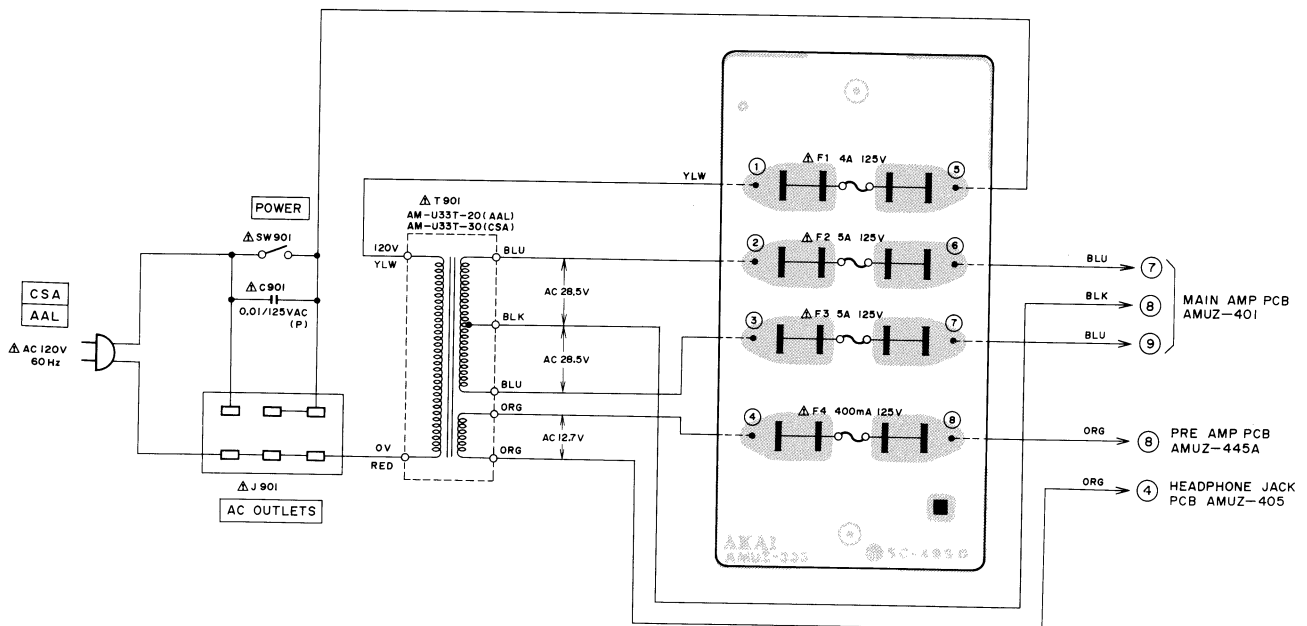 POWER
SW901
C901
0.01/125VAC
(P)
CSA
AAL
AC 120V
60Hz
J901
AC OUTLETS
T901
AM-U33T-20(AAL)
AM-U33T-30(CSA)
120V
YLW
0V
RED
BLU
AC 28.5V
BLK
AC 28.5V
BLU
ORG
AC 12.7V
ORG
YLW
1
F1 4A 125V
5
2
F2 5A 125V
6
3
F3 5A 125V
7
4
F4 400mA 125V
8
AKAI
AMUZ-333
BLU
7
BLK
8
BLU
9
MAIN AMP PCB
AMUZ-401
ORG
8
PRE AMP PCB
AMUZ-445A
ORG
4
HEADPHONE JACK
PCB AMUZ-405